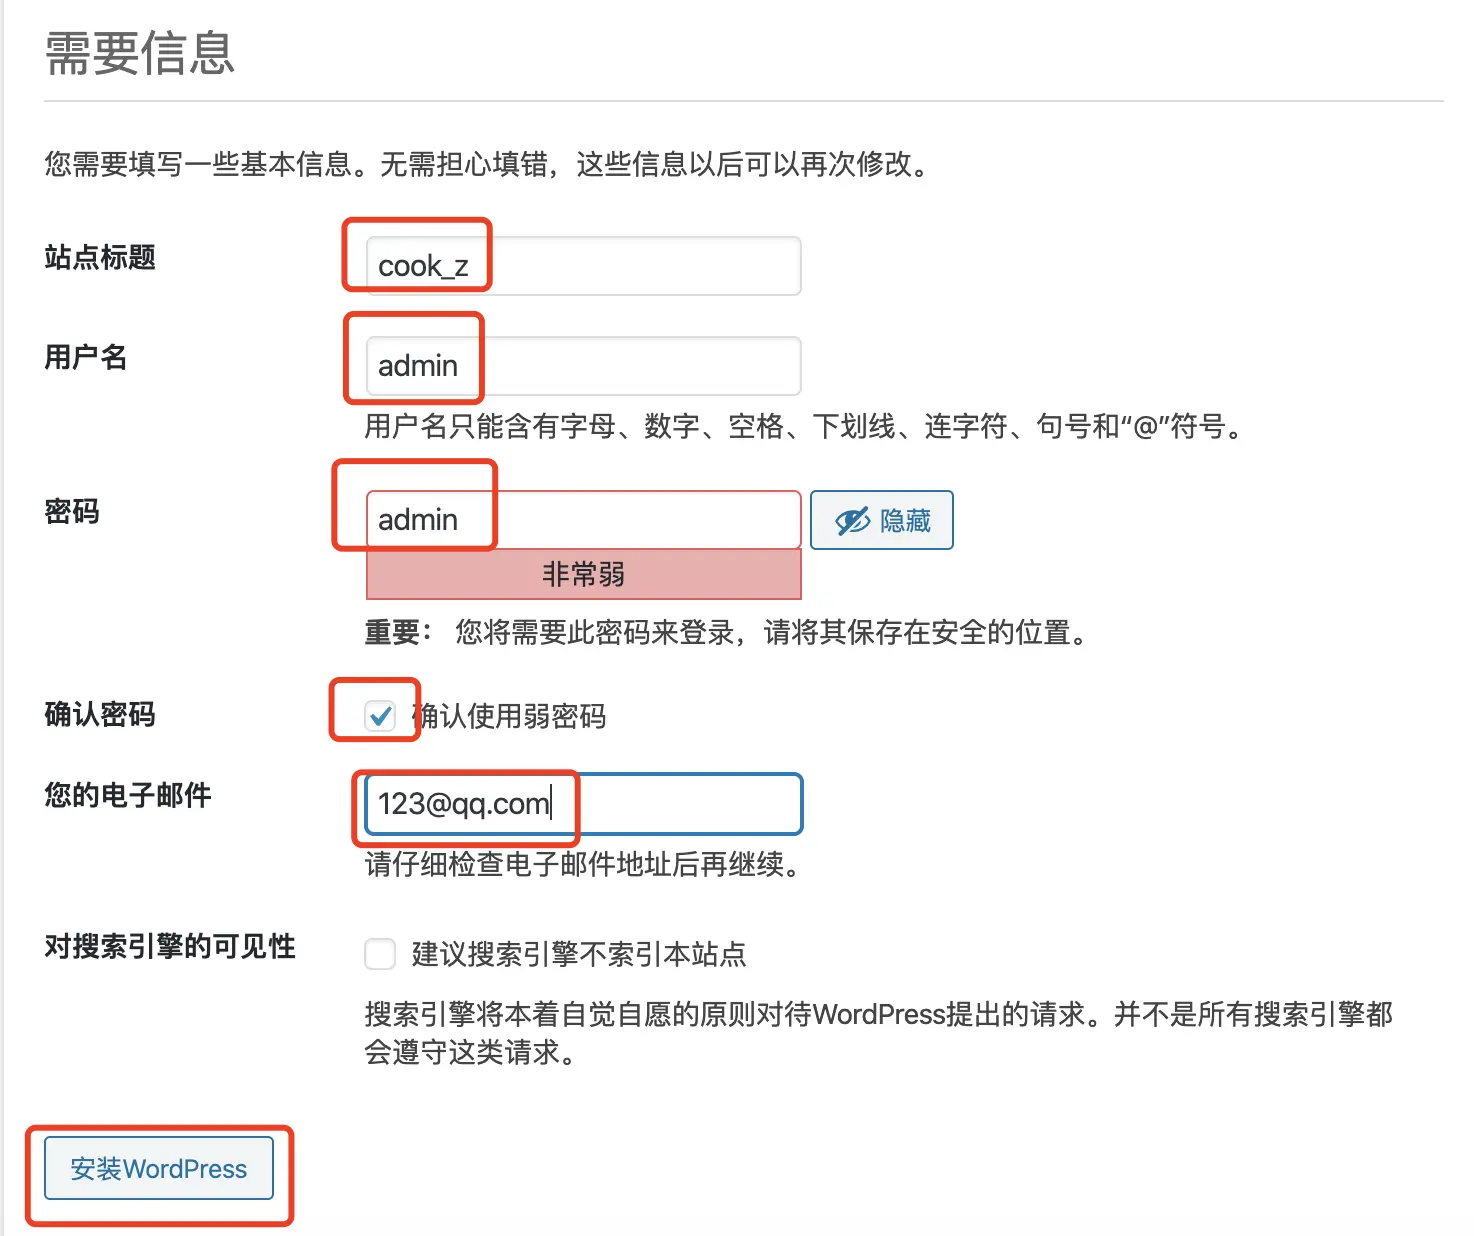 需要信息
您需要填写一些基本信息。无需担心填错，这些信息以后可以再次修改。
站点标题
cook_z
用户名
admin
用户名只能含有字母、数字、空格、下划线、连字符、句号和“@”符号。
密码
admin
隐藏
非常弱
重要： 您将需要此密码来登录，请将其保存在安全的位置。
确认密码
确认使用弱密码
您的电子邮件
123@qq.com
请仔细检查电子邮件地址后再继续。
对搜索引擎的可见性
建议搜索引擎不索引本站点
搜索引擎将本着自觉自愿的原则对待WordPress提出的请求。并不是所有搜索引擎都
会遵守这类请求。
安装WordPress